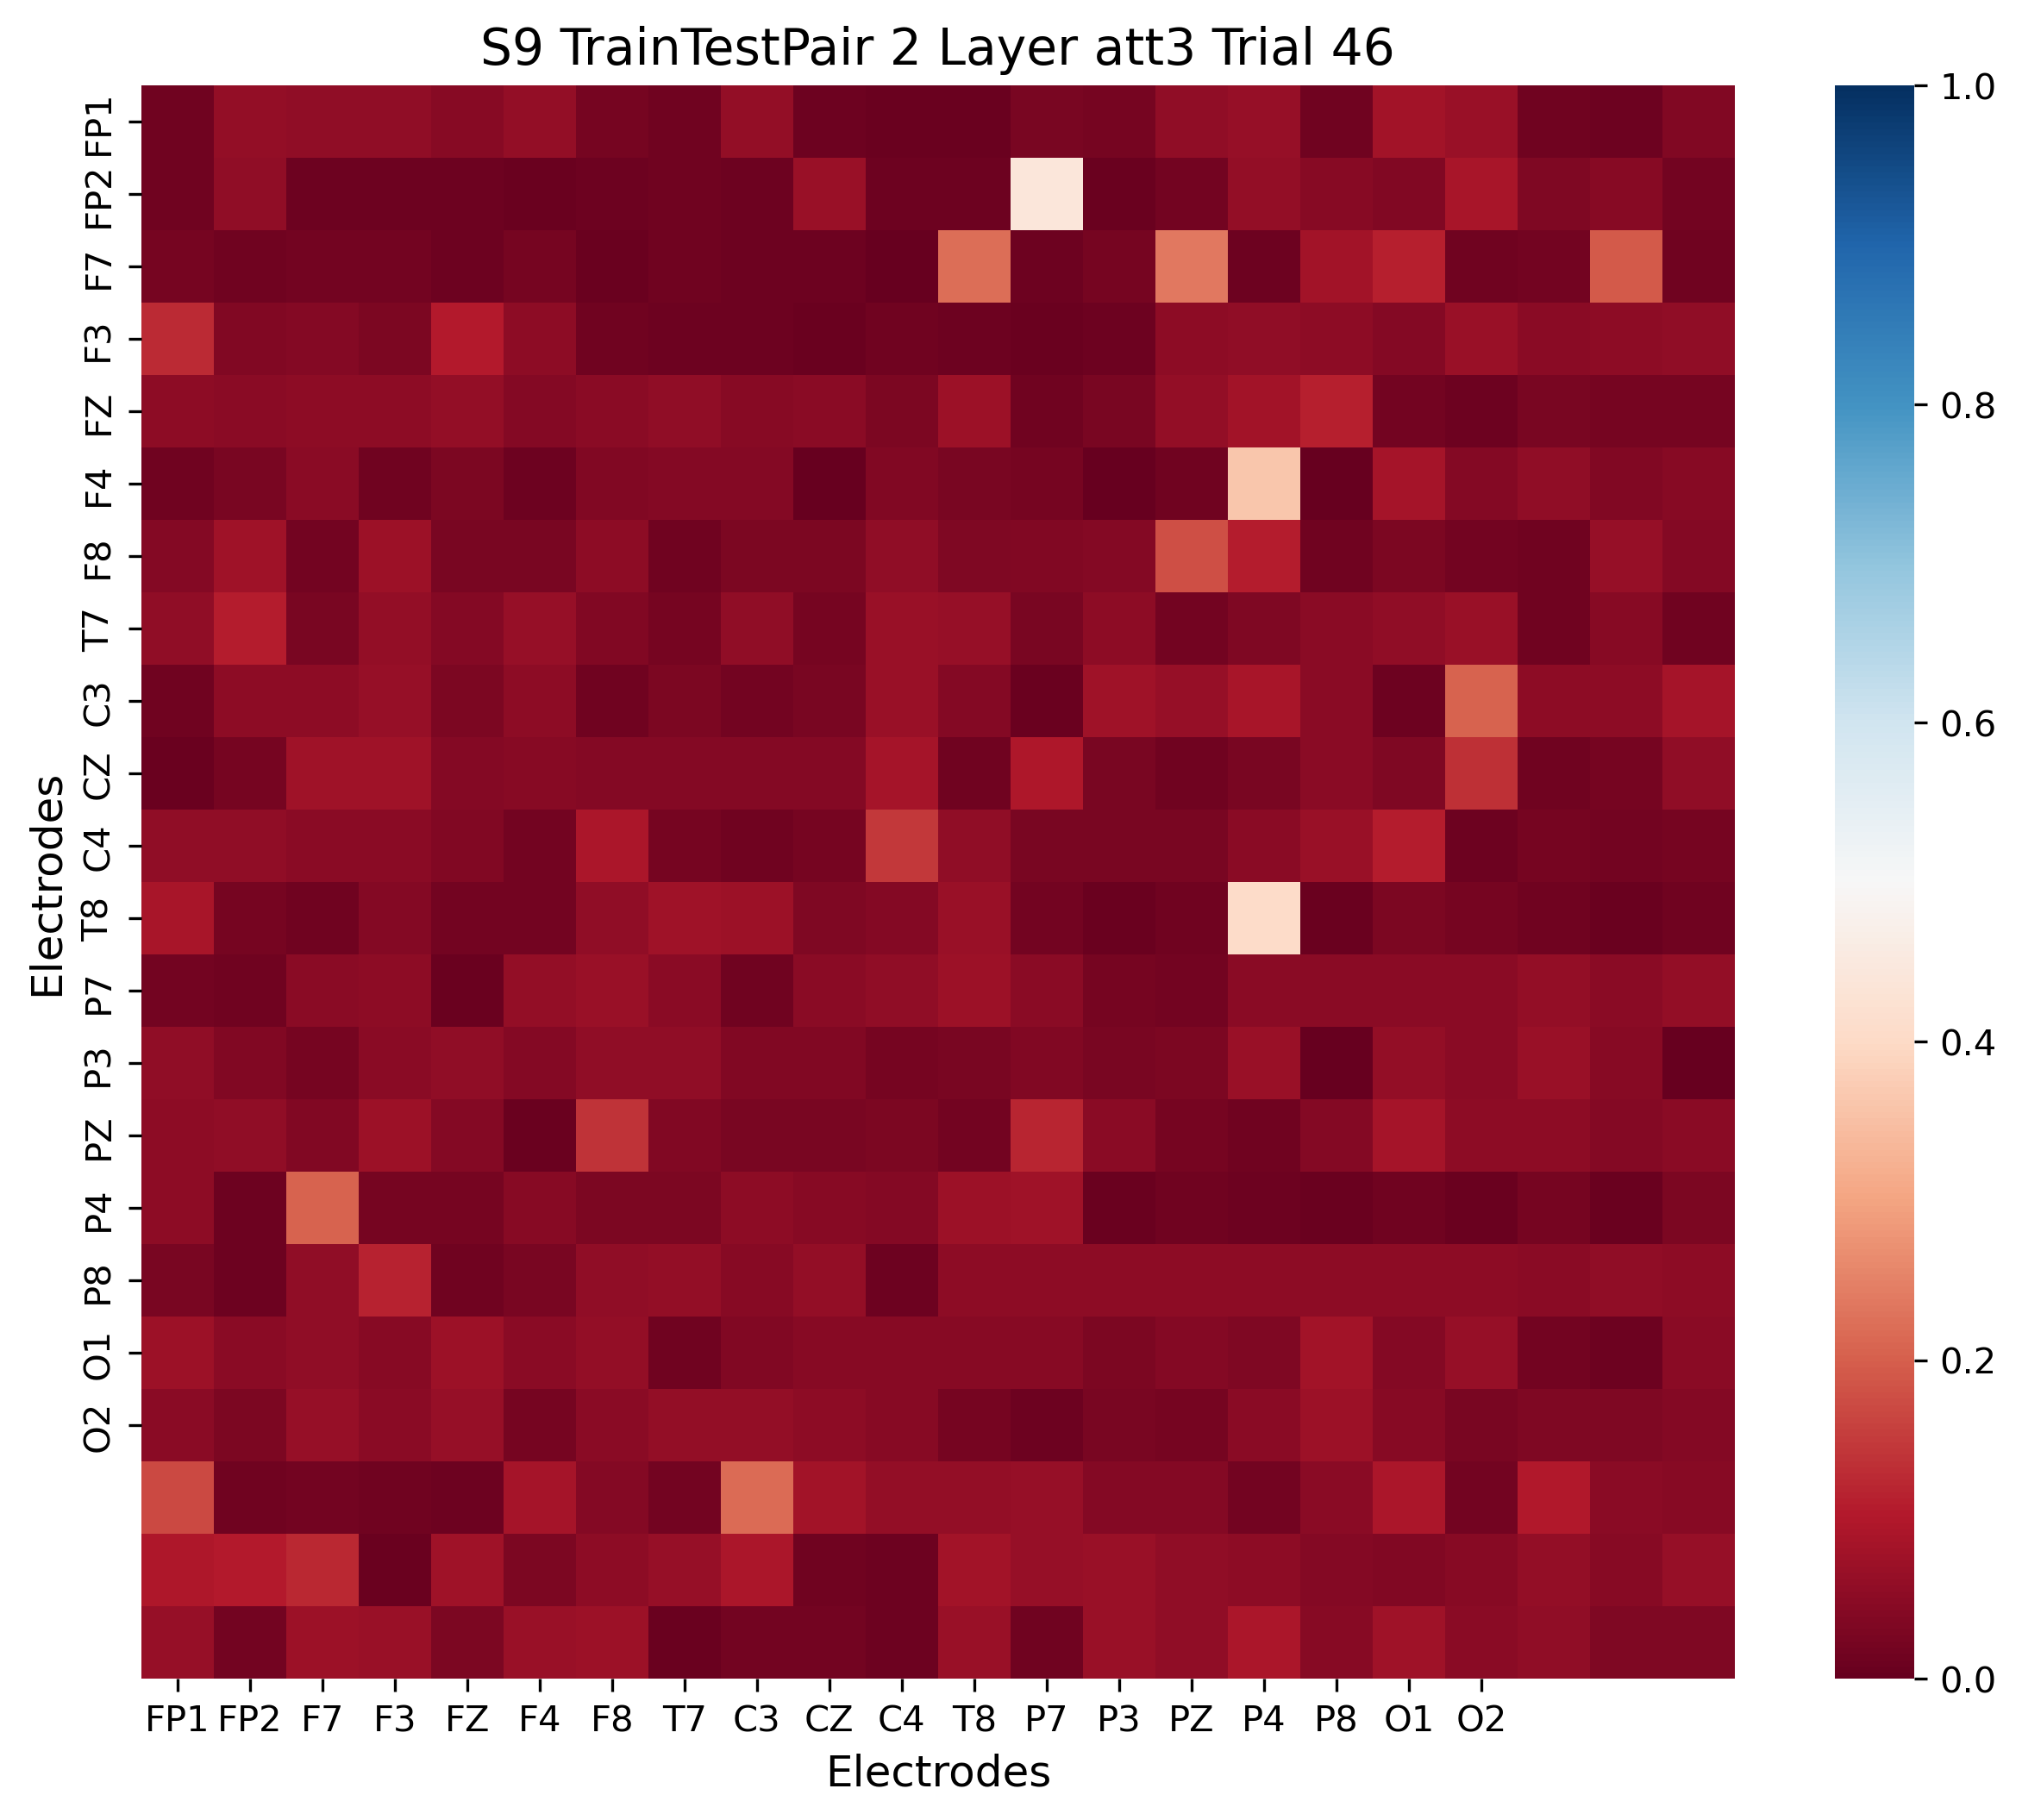 S9 TrainTestPair 2 Layer att3 Trial 46
Electrodes
FP1
FP2
F7
F3
FZ
F4
F8
T7
C3
CZ
C4
T8
P7
P3
PZ
P4
P8
O1
O2
FP1 FP2 F7 F3 FZ F4 F8 T7 C3 CZ C4 T8 P7 P3 PZ P4 P8 O1 O2
Electrodes
1.0
0.8
0.6
0.4
0.2
0.0